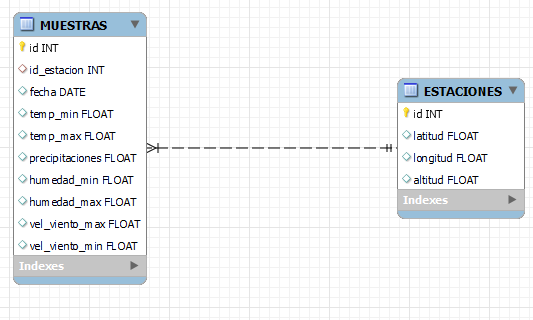 MUESTRAS
id INT
id_estacion INT
fecha DATE
temp_min FLOAT
temp_max FLOAT
precipitaciones FLOAT
humedad_min FLOAT
humedad_max FLOAT
vel_viento_max FLOAT
vel_viento_min FLOAT
Indexes
ESTACIONES
id INT
latitud FLOAT
longitud FLOAT
altitud FLOAT
Indexes